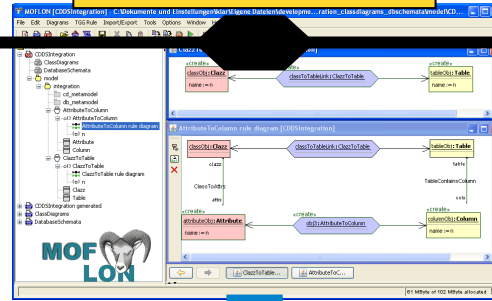 MOFLON [CDDSIntegration] - C:\Dokumente und Einstellungen\klar\Eigene Dateien\developme...ration_classdiagrams_dbschemata\model\CD...
File Edit Diagrams TGG Rule Import/Export Tools Options Window
CDDSIntegration
ClassDiagrams
DatabaseSchemata
model
integration
cd_metamodel
db_metamodel
AttributeToColumn
AttributeToColumn
AttributeToColumn rule diagram
n
Attribute
Column
ClazzToTable
ClazzToTable
ClazzToTable rule diagram
n
Clazz
Table
CDDSIntegration generated
ClassDiagrams
DatabaseSchemata
MOF
LON
«create»
classObj:Clazz
name := n
«create»
classToTableLink:ClazzToTable
«create»
tableObj:Table
name := n
AttributeToColumn rule diagram [CDDSIntegration]
classObj:Clazz
classToTableLink:ClazzToTable
tableObj:Table
clazz
table
ClassToAttrs
TableContainsColumn
attrs
cols
«create»
attributeObj:Attribute
name := n
«create»
obj3:AttributeToColumn
«create»
columnObj:Column
name := n
ClazzToTable...
AttributeToC...
61 MByte of 102 MByte allocated